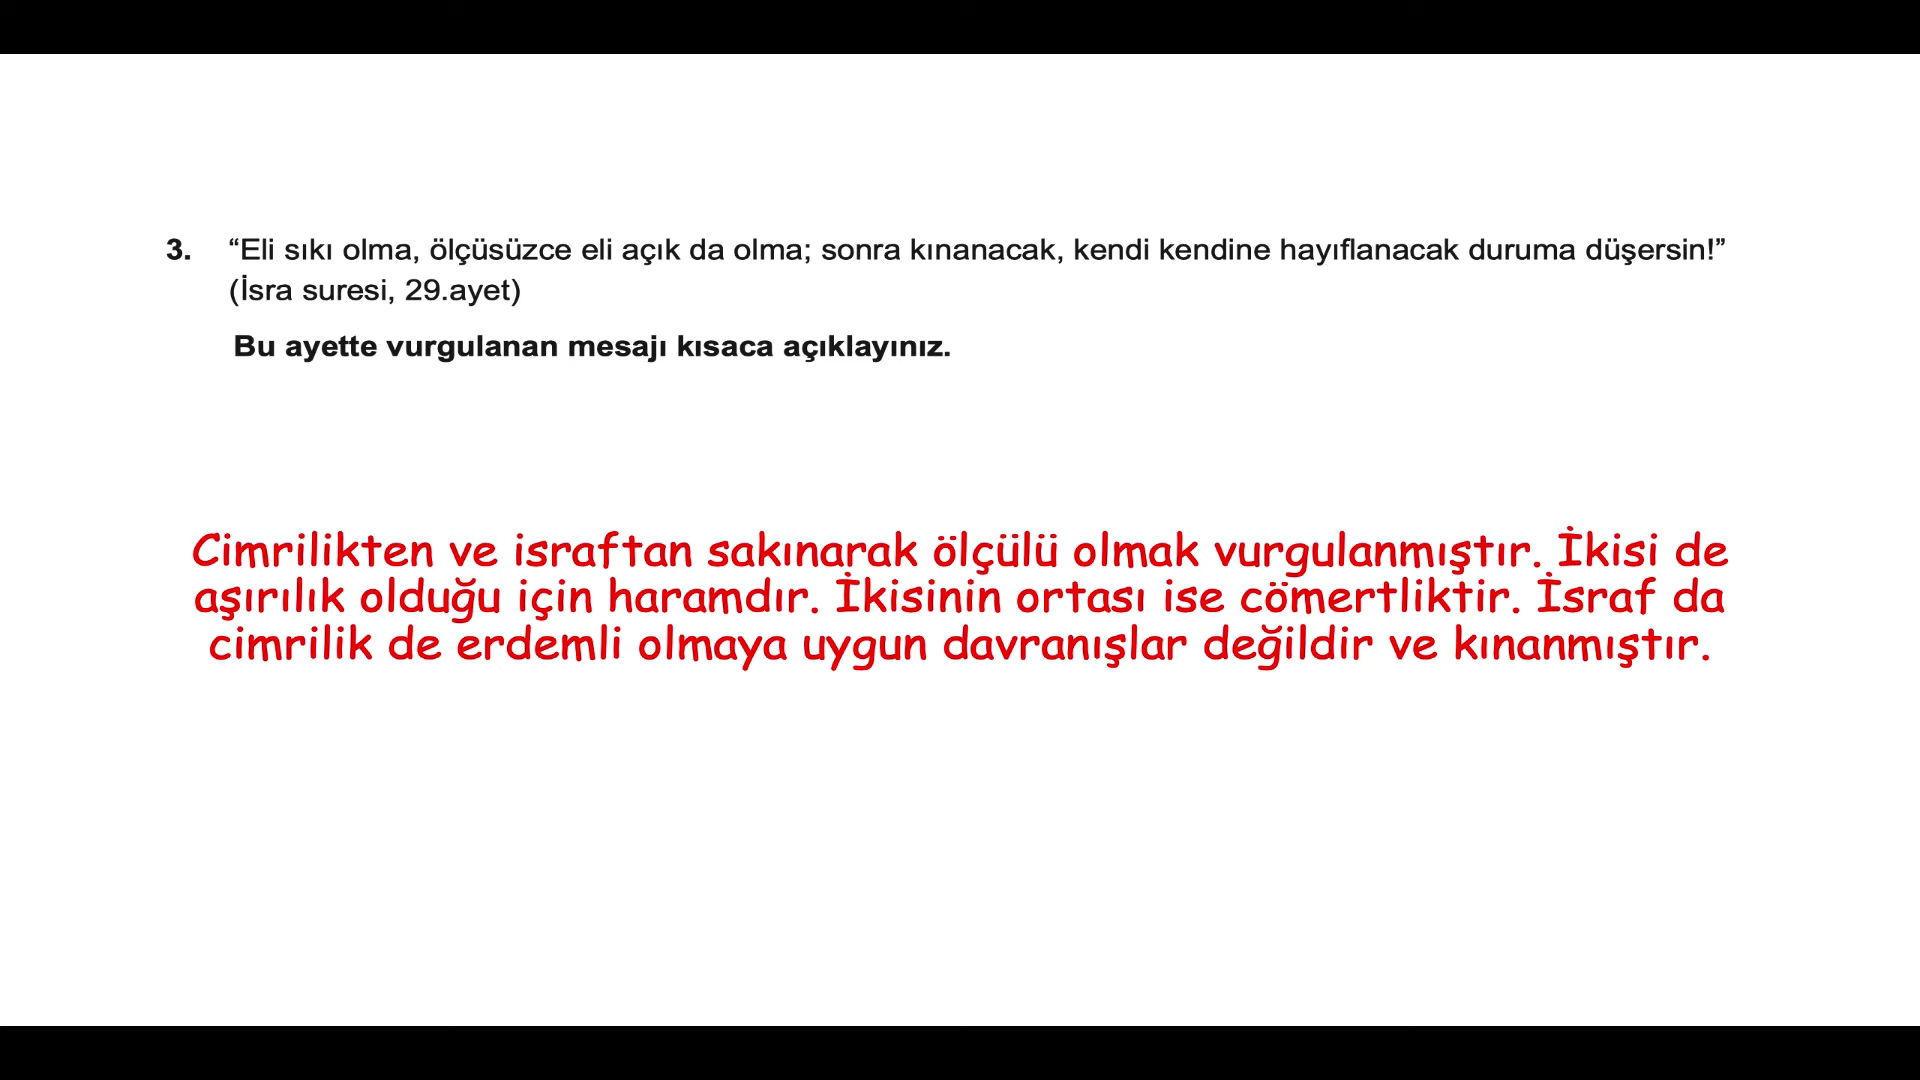 3. “Eli sıkı olma, ölçüsüzce eli açık da olma; sonra kınanacak, kendi kendine hayıflanacak duruma düşersin!”
(İsra suresi, 29.ayet)
Bu ayette vurgulanan mesajı kısaca açıklayınız.
Cimrilikten ve israftan sakınarak ölçülü olmak vurgulanmıştır. İkisi de
aşırılık olduğu için haramdır. İkisinin ortası ise cömertliktir. İsraf da
cimrilik de erdemli olmaya uygun davranışlar değildir ve kınanmıştır.